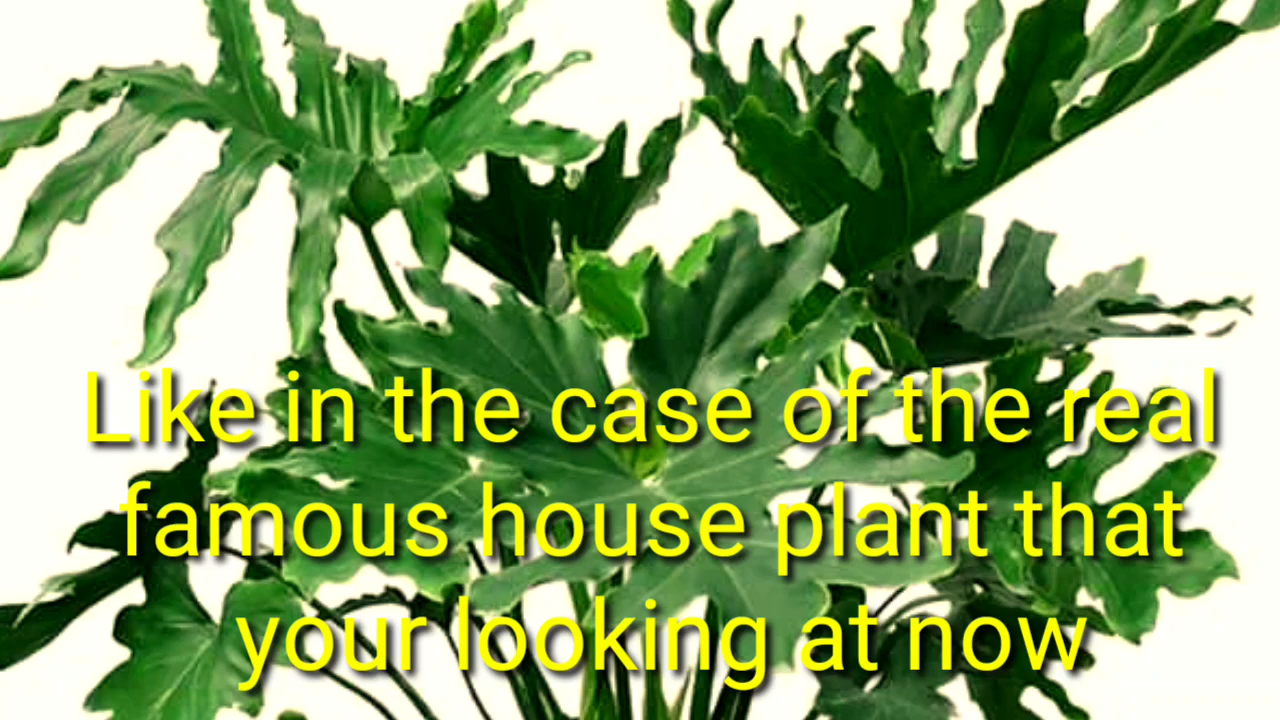 Like in the case of the real
famous house plant that
your looking at now